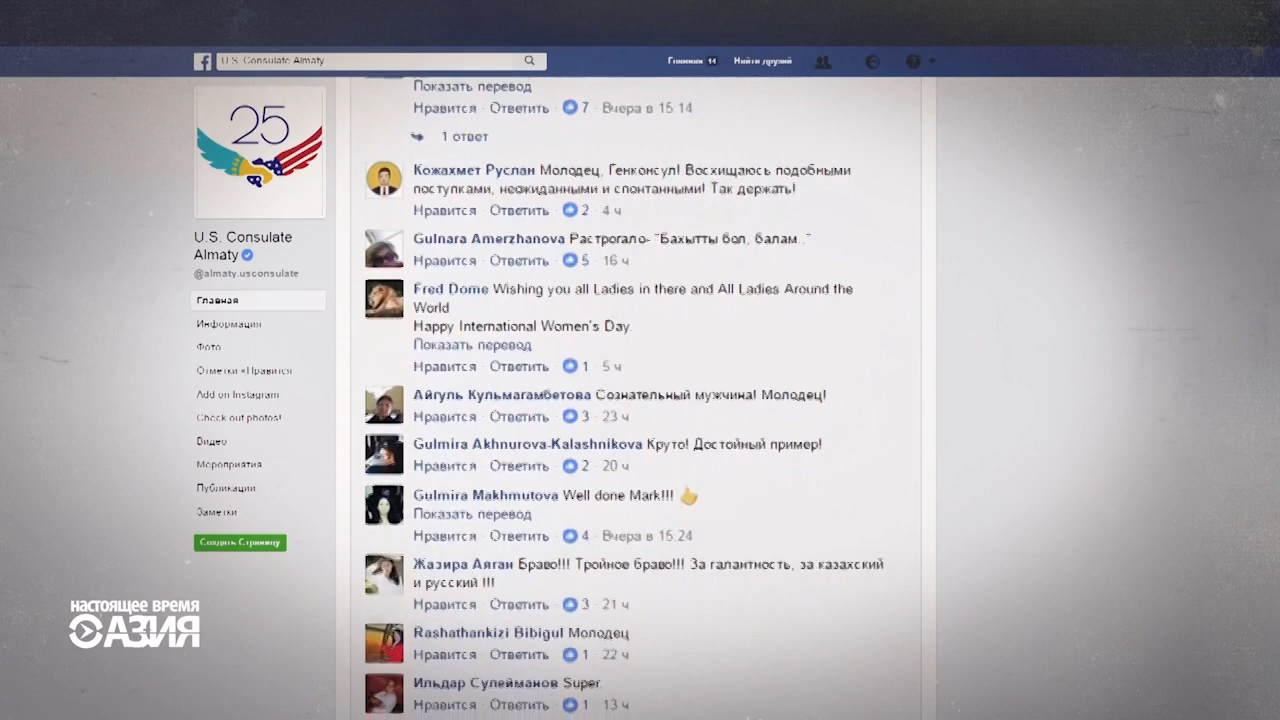 U.S. Consulate Almaty
Главная 14
Найти друзей
25
U.S. Consulate
Almaty
@almaty.usconsulate
Главная
Информация
Фото
Отметки «Нравится
Add on Instagram
Check out photos!
Видео
Мероприятия
Публикации
Заметки
Создать Страницу
Показать перевод
Нравится · Ответить · 7 · Вчера в 15:14
1 ответ
Кожахмет Руслан Молодец, Генконсул! Восхищаюсь подобными
поступками, неожиданными и спонтанными! Так держать!
Нравится · Ответить · 2 · 4 ч
Gulnara Amerzhanova Растрогало- "Бахытты бол, балам.."
Нравится · Ответить · 5 · 16 ч
Fred Dome Wishing you all Ladies in there and All Ladies Around the
World
Happy International Women's Day.
Показать перевод
Нравится · Ответить · 1 · 5 ч
Айгуль Кульмагамбетова Сознательный мужчина! Молодец!
Нравится · Ответить · 3 · 23 ч
Gulmira Akhnurova-Kalashnikova Круто! Достойный пример!
Нравится · Ответить · 2 · 20 ч
Gulmira Makhmutova Well done Mark!!! 👍
Показать перевод
Нравится · Ответить · 4 · Вчера в 15:24
Жазира Аяган Браво!!! Тройное браво!!! За галантность, за казахский
и русский !!!
Нравится · Ответить · 3 · 21 ч
Rashathankizi Bibigul Молодец
Нравится · Ответить · 1 · 22 ч
Ильдар Сулейманов Super.
Нравится · Ответить · 1 · 13 ч
НАСТОЯЩЕЕ ВРЕМЯ
АЗИЯ